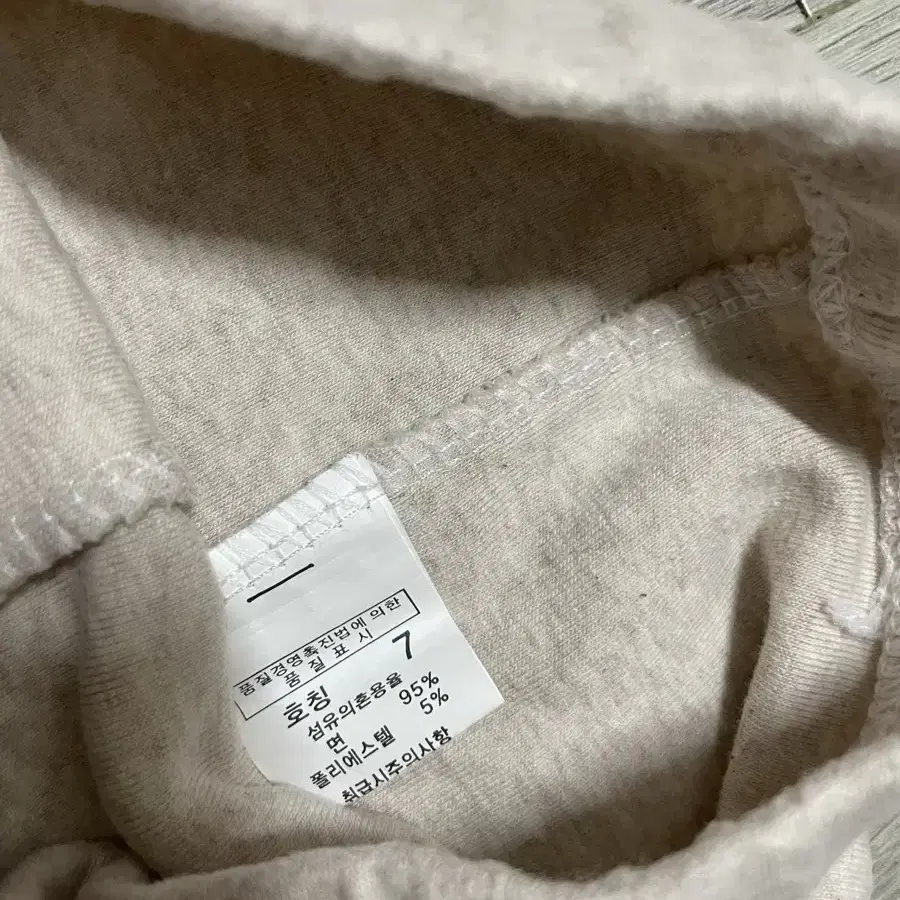 품질경영촉진법에 의한
품 질 표 시
호칭 7
섬유의혼용율
면 95%
폴리에스텔 5%
취급시주의사항